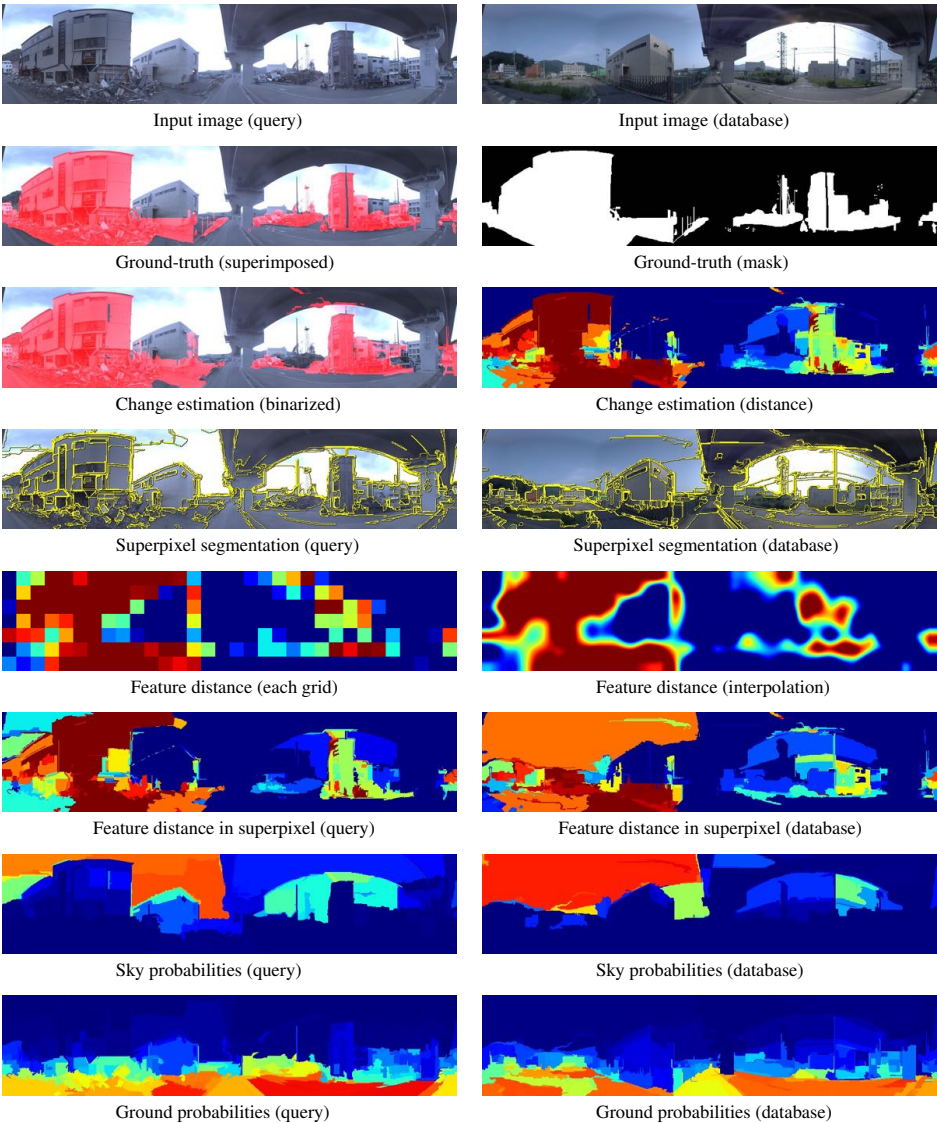 Input image (query)
Input image (database)
Ground-truth (superimposed)
Ground-truth (mask)
Change estimation (binarized)
Change estimation (distance)
Superpixel segmentation (query)
Superpixel segmentation (database)
Feature distance (each grid)
Feature distance (interpolation)
Feature distance in superpixel (query)
Feature distance in superpixel (database)
Sky probabilities (query)
Sky probabilities (database)
Ground probabilities (query)
Ground probabilities (database)